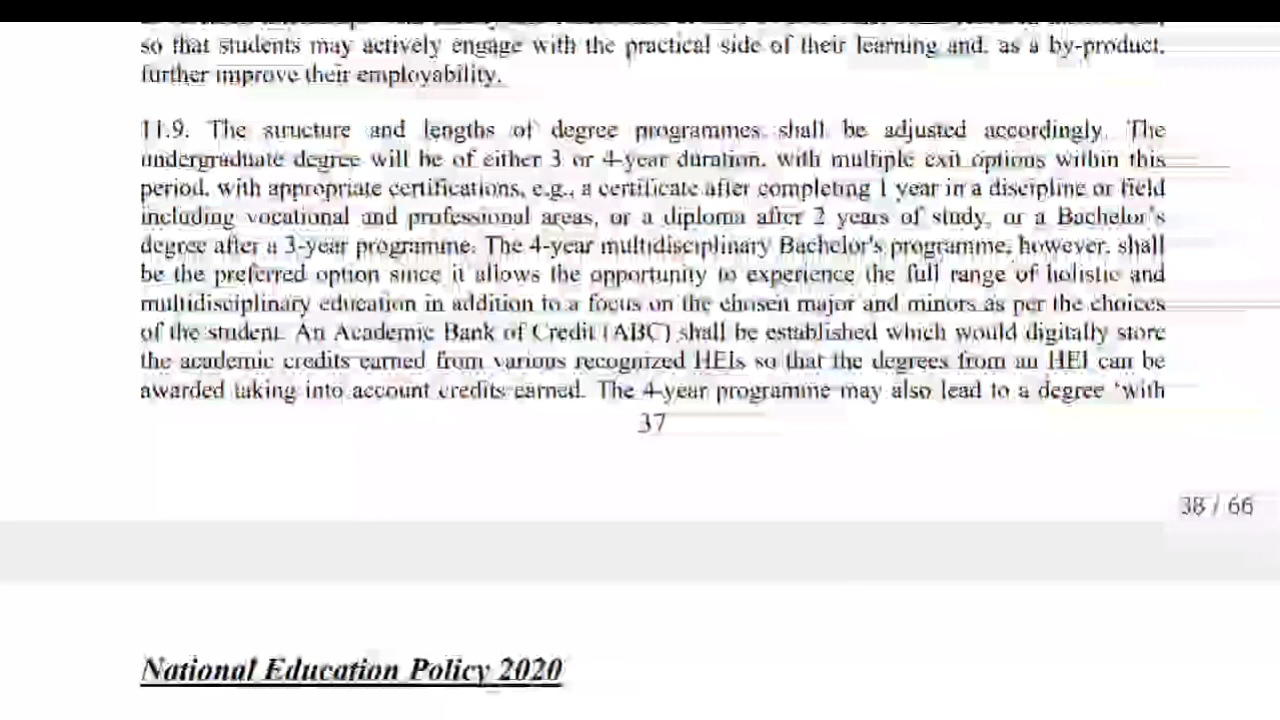 so that students may actively engage with the practical side of their learning and, as a by-product,
further improve their employability.
11.9. The structure and lengths of degree programmes shall be adjusted accordingly. The
undergraduate degree will be of either 3 or 4-year duration, with multiple exit options within this
period, with appropriate certifications, e.g., a certificate after completing 1 year in a discipline or field
including vocational and professional areas, or a diploma after 2 years of study, or a Bachelor's
degree after a 3-year programme. The 4-year multidisciplinary Bachelor's programme, however, shall
be the preferred option since it allows the opportunity to experience the full range of holistic and
multidisciplinary education in addition to a focus on the chosen major and minors as per the choices
of the student. An Academic Bank of Credit (ABC) shall be established which would digitally store
the academic credits earned from various recognized HEIs so that the degrees from an HEI can be
awarded taking into account credits earned. The 4-year programme may also lead to a degree 'with
37
38 / 66
National Education Policy 2020